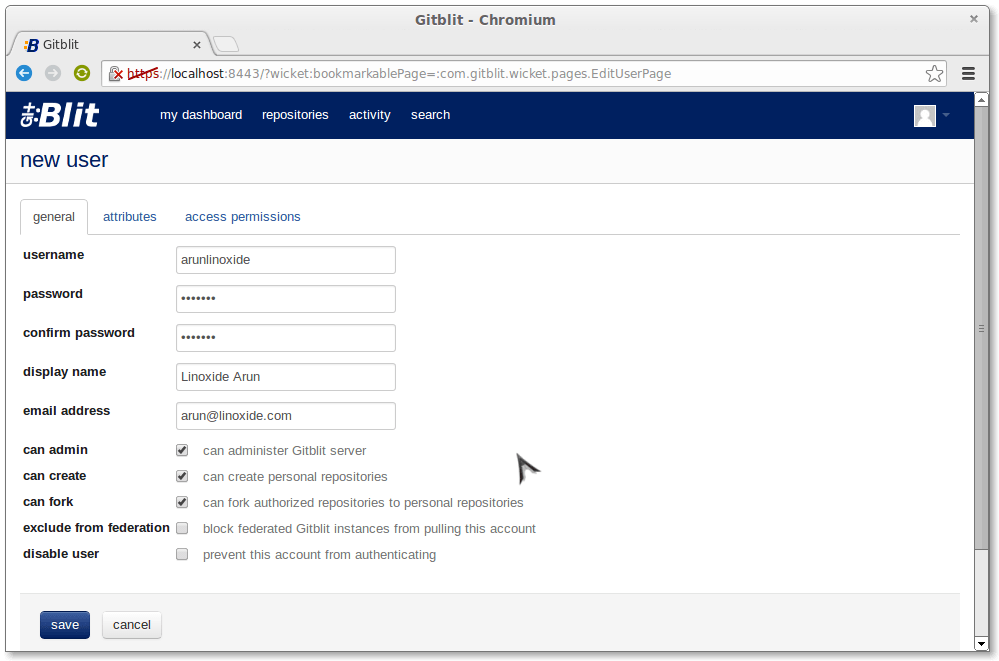 Gitblit - Chromium
Gitblit
https://localhost:8443/?wicket:bookmarkablePage=:com.gitblit.wicket.pages.EditUserPage
git:Blit my dashboard repositories activity search
new user
general attributes access permissions
username arunlinoxide
password •••••••
confirm password •••••••
display name Linoxide Arun
email address arun@linoxide.com
can admin can administer Gitblit server
can create can create personal repositories
can fork can fork authorized repositories to personal repositories
exclude from federation block federated Gitblit instances from pulling this account
disable user prevent this account from authenticating
save cancel